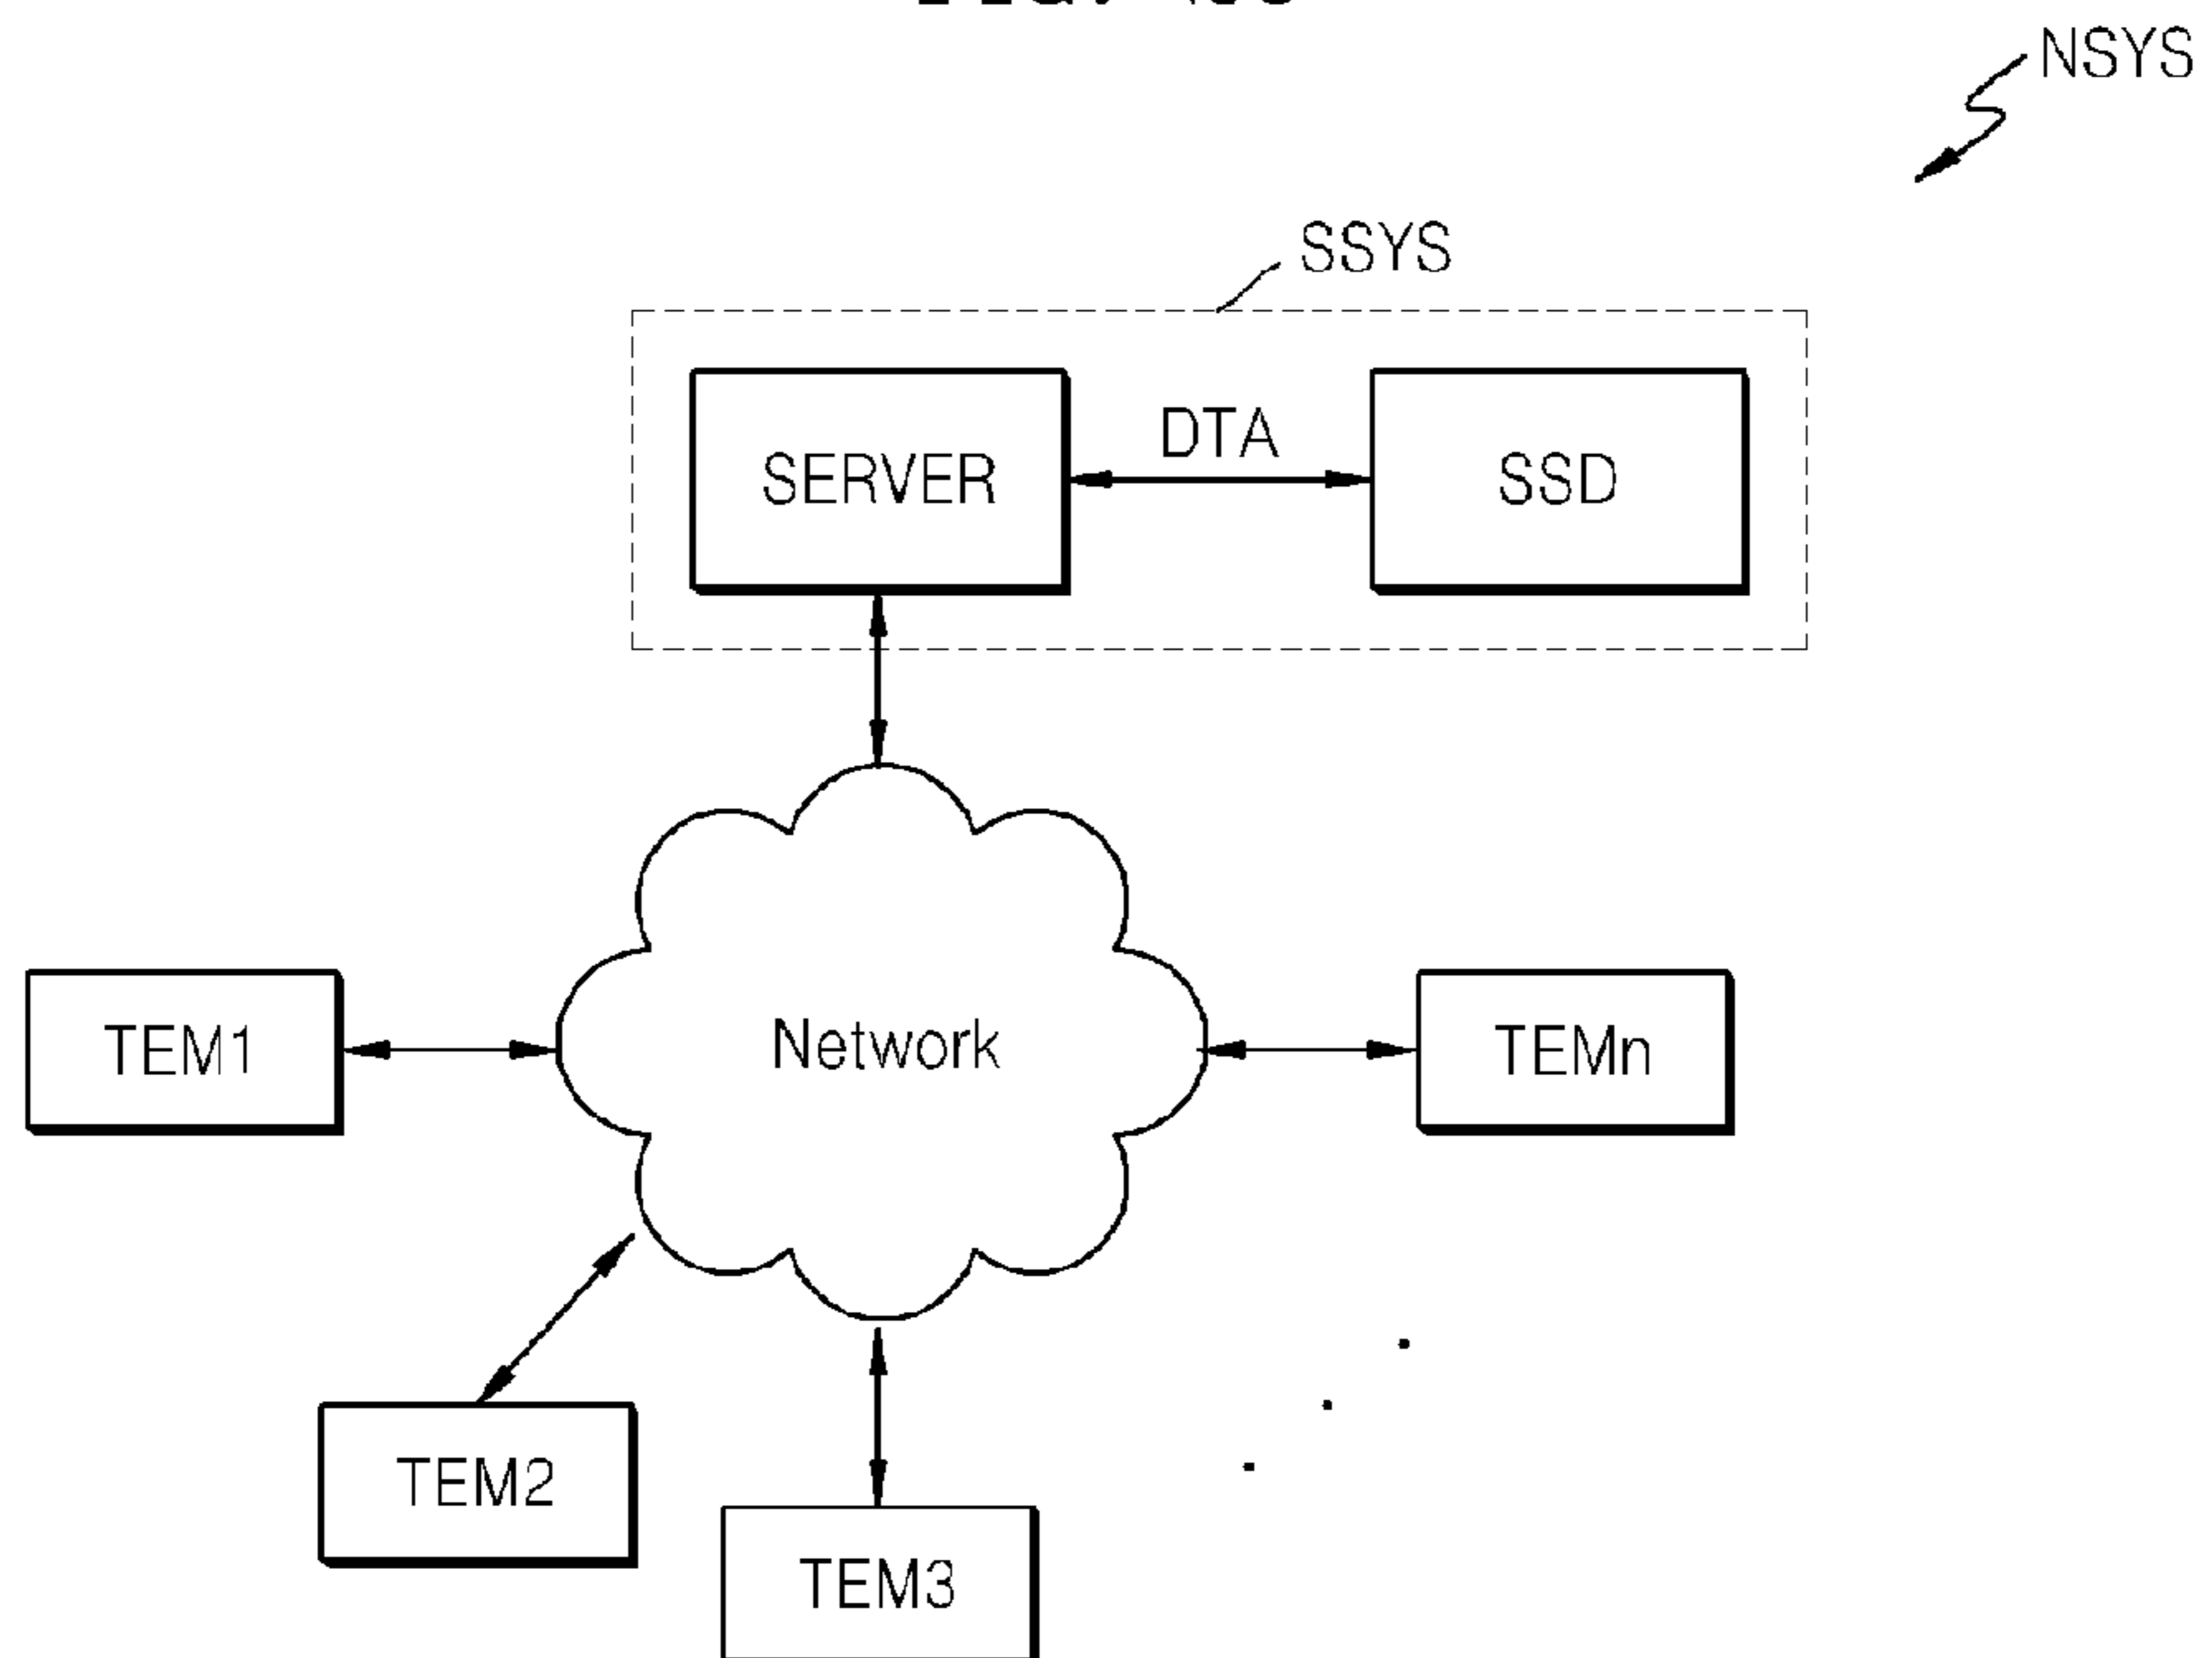 NSYS
SSYS
SERVER
DTA
SSD
Network
TEM1
TEMn
TEM2
TEM3